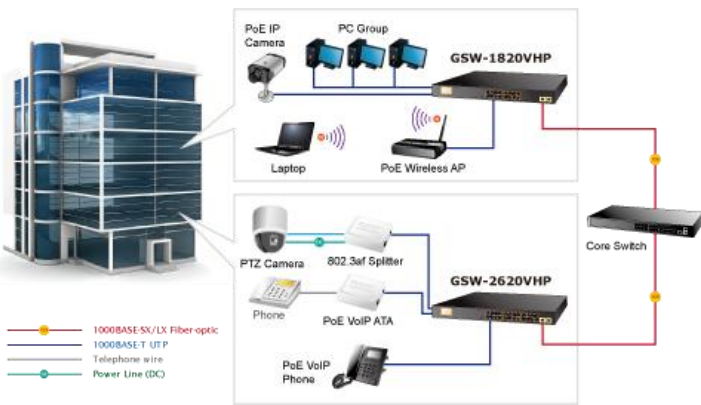 PoE IP
Camera
PC Group
GSW-1820VHP
Laptop
PoE Wireless AP
PTZ Camera
802.3af Splitter
GSW-2620VHP
Core Switch
Phone
PoE VoIP ATA
PoE VoIP
Phone
1000BASE-SX/LX Fiber-optic
1000BASE-T UTP
Telephone wire
Power Line (DC)